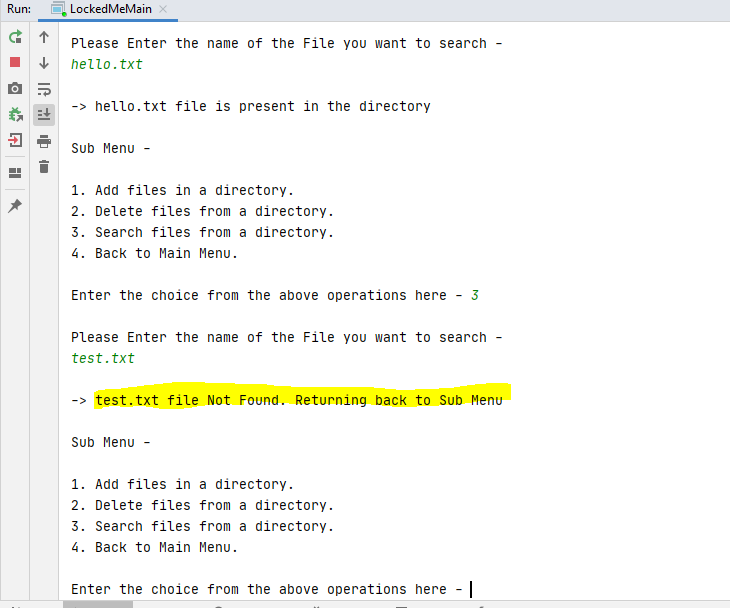 Run: LockedMeMain
Please Enter the name of the File you want to search -
hello.txt
-> hello.txt file is present in the directory
Sub Menu -
1. Add files in a directory.
2. Delete files from a directory.
3. Search files from a directory.
4. Back to Main Menu.
Enter the choice from the above operations here - 3
Please Enter the name of the File you want to search -
test.txt
-> test.txt file Not Found. Returning back to Sub Menu
Sub Menu -
1. Add files in a directory.
2. Delete files from a directory.
3. Search files from a directory.
4. Back to Main Menu.
Enter the choice from the above operations here -